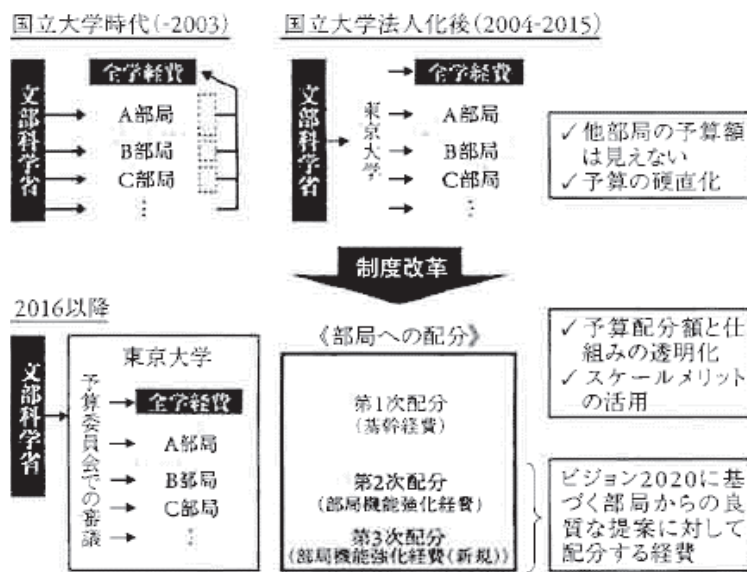 国立大学時代(-2003)
文部科学省
全学経費
A部局
B部局
C部局
⋮
国立大学法人化後(2004-2015)
文部科学省
東京大学
全学経費
A部局
B部局
C部局
⋮
✓他部局の予算額
は見えない
✓予算の硬直化
制度改革
2016以降
文部科学省
東京大学
予算委員会での審議
全学経費
A部局
B部局
C部局
⋮
《部局への配分》
第1次配分
(基幹経費)
第2次配分
(部局機能強化経費)
第3次配分
(部局機能強化経費(新規))
✓予算配分額と仕
組みの透明化
✓スケールメリット
の活用
ビジョン2020に基
づく部局からの良
質な提案に対して
配分する経費